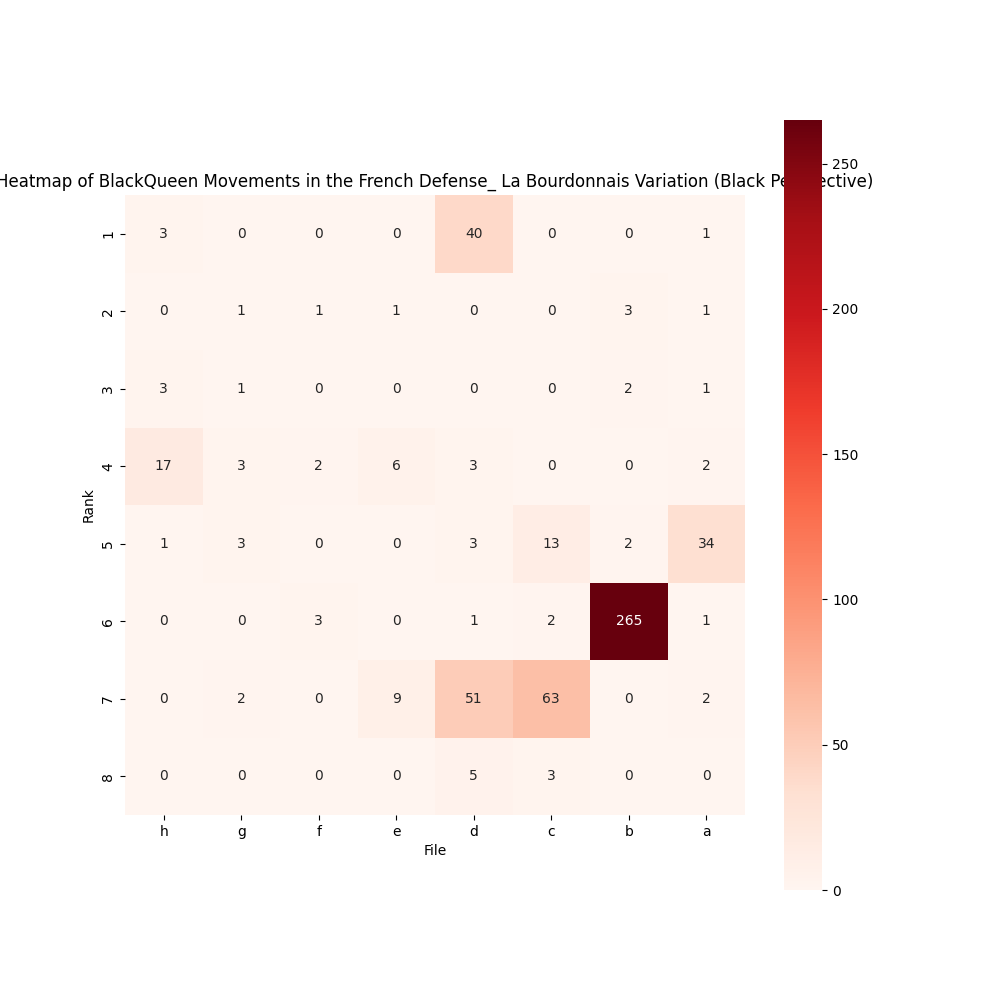 Heatmap of BlackQueen Movements in the French Defense_ La Bourdonnais Variation (Black Pe ective)
250
200
150
100
50
0
Rank
1 3 0 0 0 40 0 0 1
2 0 1 1 1 0 0 3 1
3 3 1 0 0 0 0 2 1
4 17 3 2 6 3 0 0 2
5 1 3 0 0 3 13 2 34
6 0 0 3 0 1 2 265 1
7 0 2 0 9 51 63 0 2
8 0 0 0 0 5 3 0 0
h g f e d c b a
File